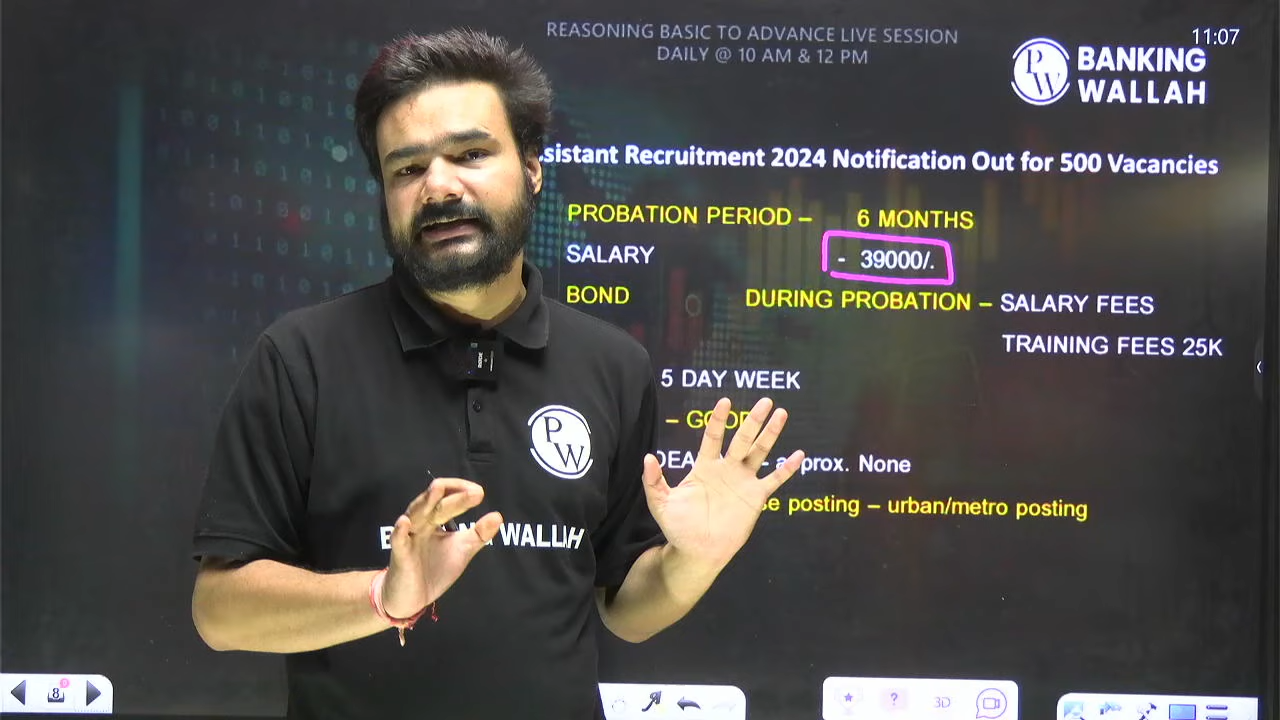 REASONING BASIC TO ADVANCE LIVE SESSION
DAILY @ 10 AM & 12 PM
11:07
PW
BANKING
WALLAH
Recruitment 2024 Notification Out for 500 Vacancies
PROBATION PERIOD – 6 MONTHS
SALARY - 39000/.
BOND DURING PROBATION – SALARY FEES
TRAINING FEES 25K
5 DAY WEEK
–
– approx. None
posting – urban/metro posting
PW
WALLAH
8
?
3D